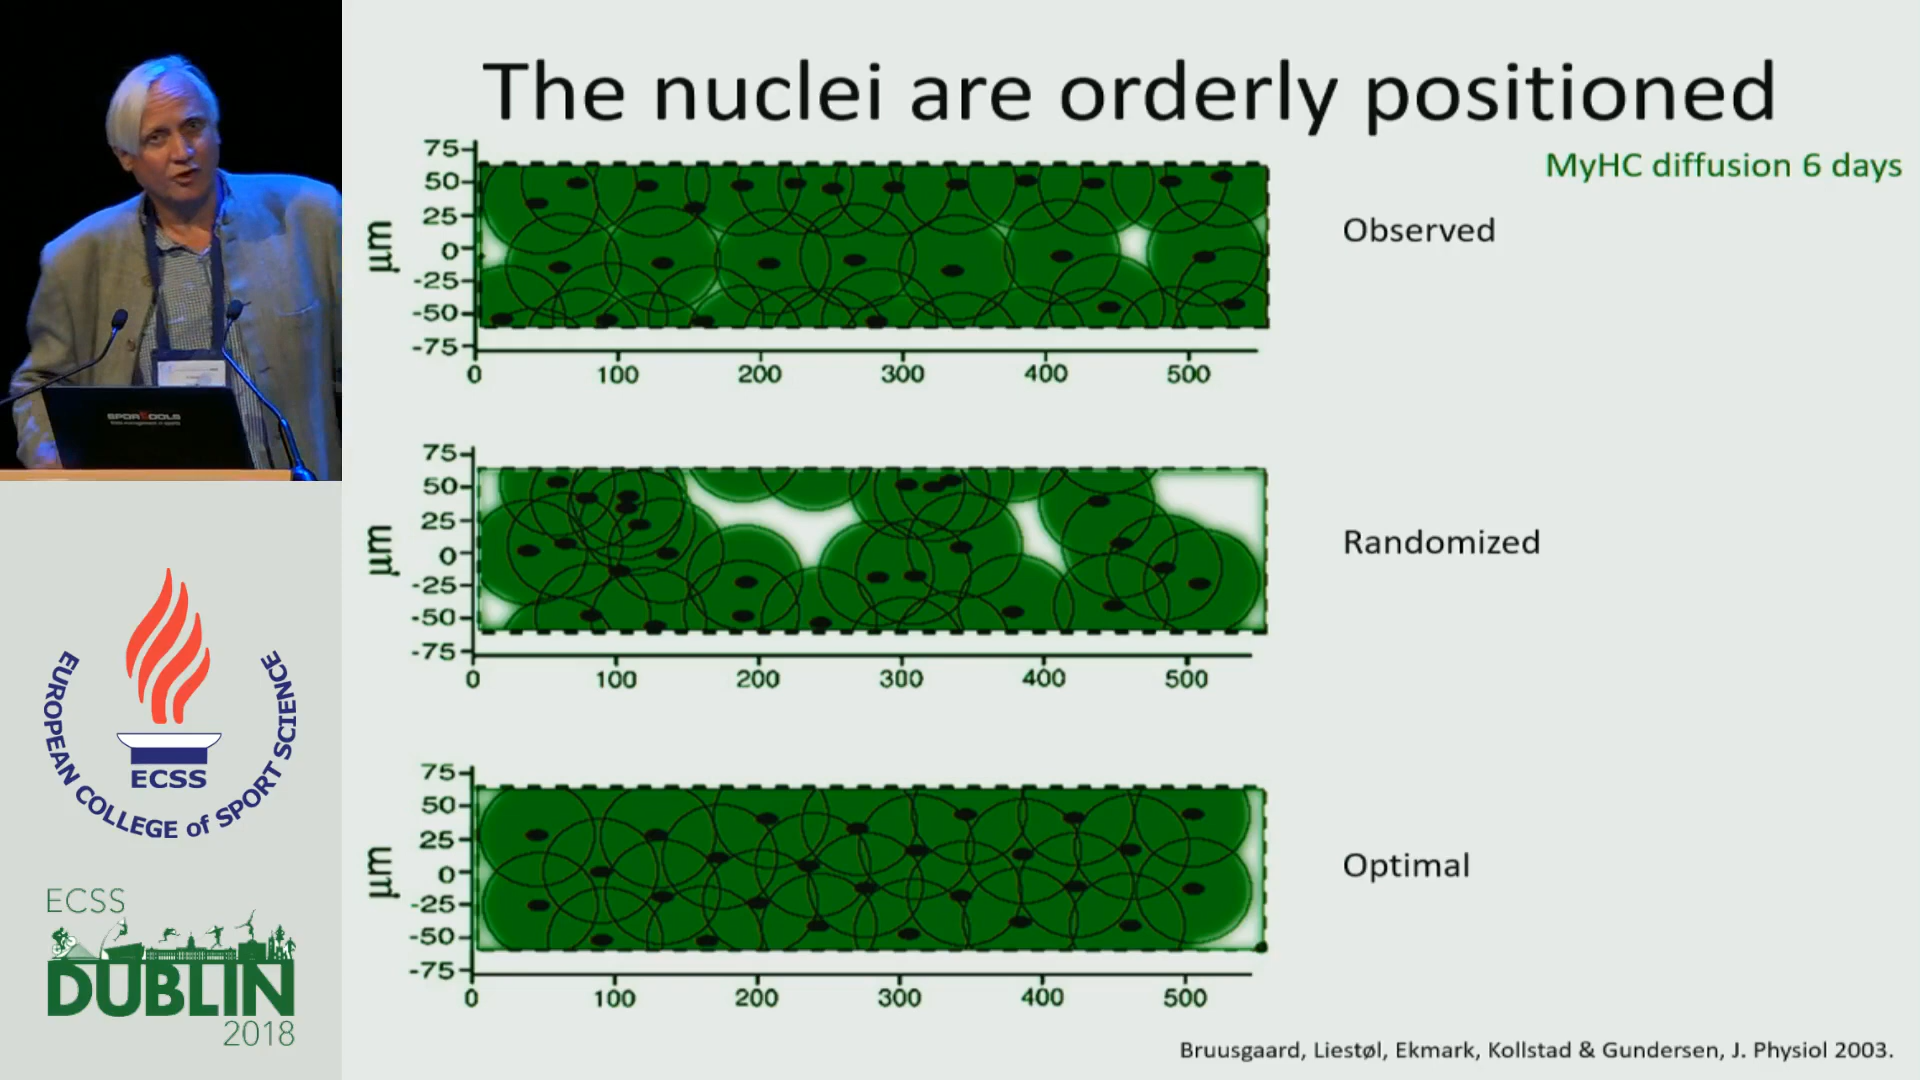 The nuclei are orderly positioned
MyHC diffusion 6 days
75
50
25
0
-25
-50
-75
µm
0 100 200 300 400 500
Observed
75
50
25
0
-25
-50
-75
µm
0 100 200 300 400 500
Randomized
75
50
25
0
-25
-50
-75
µm
0 100 200 300 400 500
Optimal
Bruusgaard, Liestøl, Ekmark, Kollstad & Gundersen, J. Physiol 2003.
EUROPEAN COLLEGE of SPORT SCIENCE
ECSS
ECSS
DUBLIN
2018